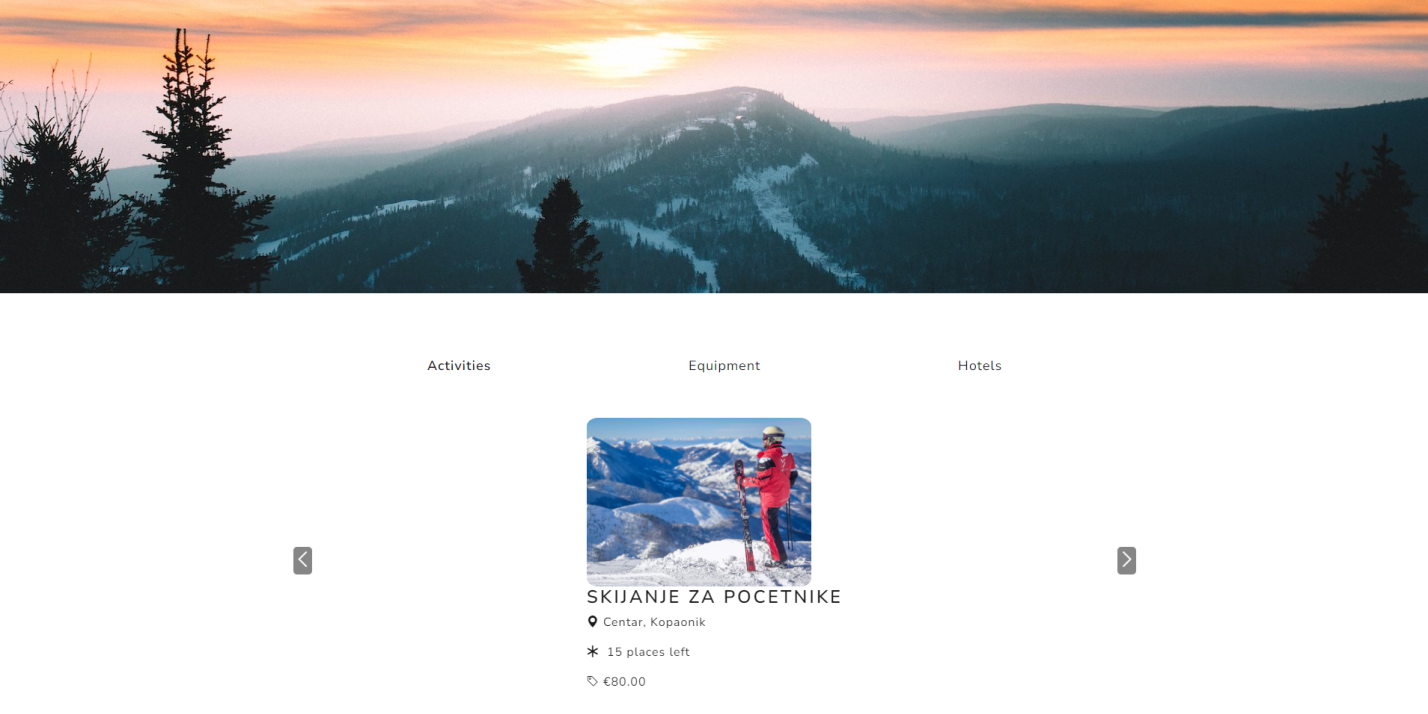 Activities
Equipment
Hotels
SKIJANJE ZA POCETNIKE
Centar, Kopaonik
15 places left
€80.00